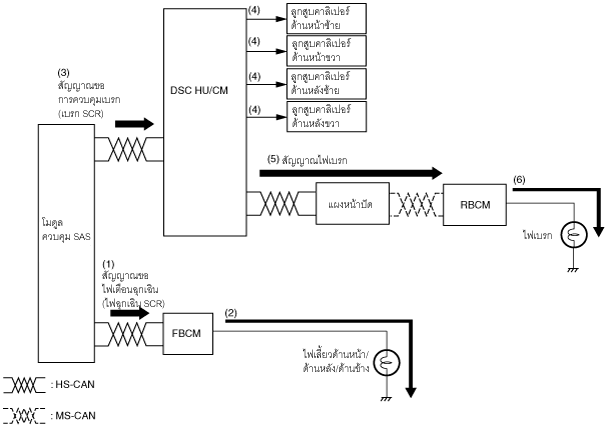 (4)
ลูกสูบคาลิเปอร์
ด้านหน้าซ้าย
(4)
ลูกสูบคาลิเปอร์
ด้านหน้าขวา
(4)
ลูกสูบคาลิเปอร์
ด้านหลังซ้าย
(4)
ลูกสูบคาลิเปอร์
ด้านหลังขวา
DSC HU/CM
(3)
สัญญาณขอ
การควบคุมเบรก
(เบรก SCR)
(5) สัญญาณไฟเบรก
(6)
แผงหน้าปัด
RBCM
ไฟเบรก
โมดูล
ควบคุม SAS
(1)
สัญญาณขอ
ไฟเตือนฉุกเฉิน
(ไฟฉุกเฉิน SCR)
(2)
FBCM
ไฟเลี้ยวด้านหน้า/
ด้านหลัง/ด้านข้าง
: HS-CAN
: MS-CAN